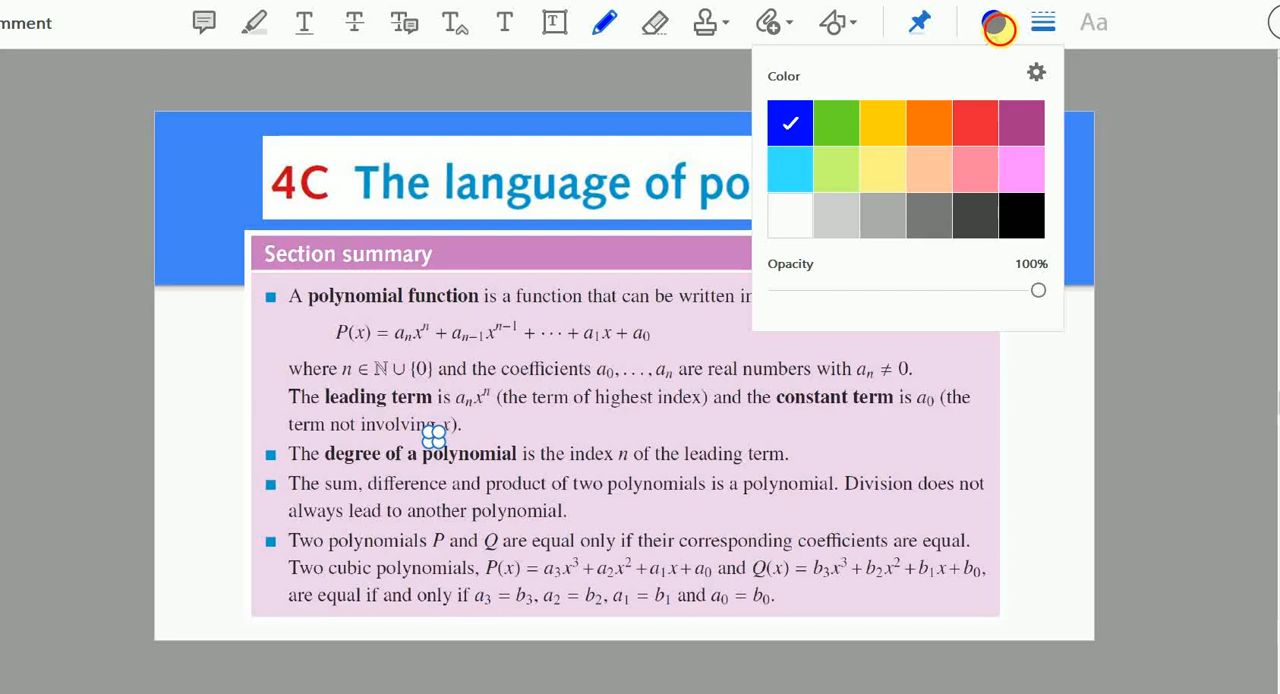 mment
Aa
Color
4C The language of po
Opacity 100%
Section summary
A polynomial function is a function that can be written in
P(x) = aₙxⁿ + aₙ₋₁xⁿ⁻¹ + ··· + a₁x + a₀
where n ∈ ℕ ∪ {0} and the coefficients a₀, . . . , aₙ are real numbers with aₙ ≠ 0.
The leading term is aₙxⁿ (the term of highest index) and the constant term is a₀ (the
term not involving x).
The degree of a polynomial is the index n of the leading term.
The sum, difference and product of two polynomials is a polynomial. Division does not
always lead to another polynomial.
Two polynomials P and Q are equal only if their corresponding coefficients are equal.
Two cubic polynomials, P(x) = a₃x³ + a₂x² + a₁x + a₀ and Q(x) = b₃x³ + b₂x² + b₁x + b₀,
are equal if and only if a₃ = b₃, a₂ = b₂, a₁ = b₁ and a₀ = b₀.